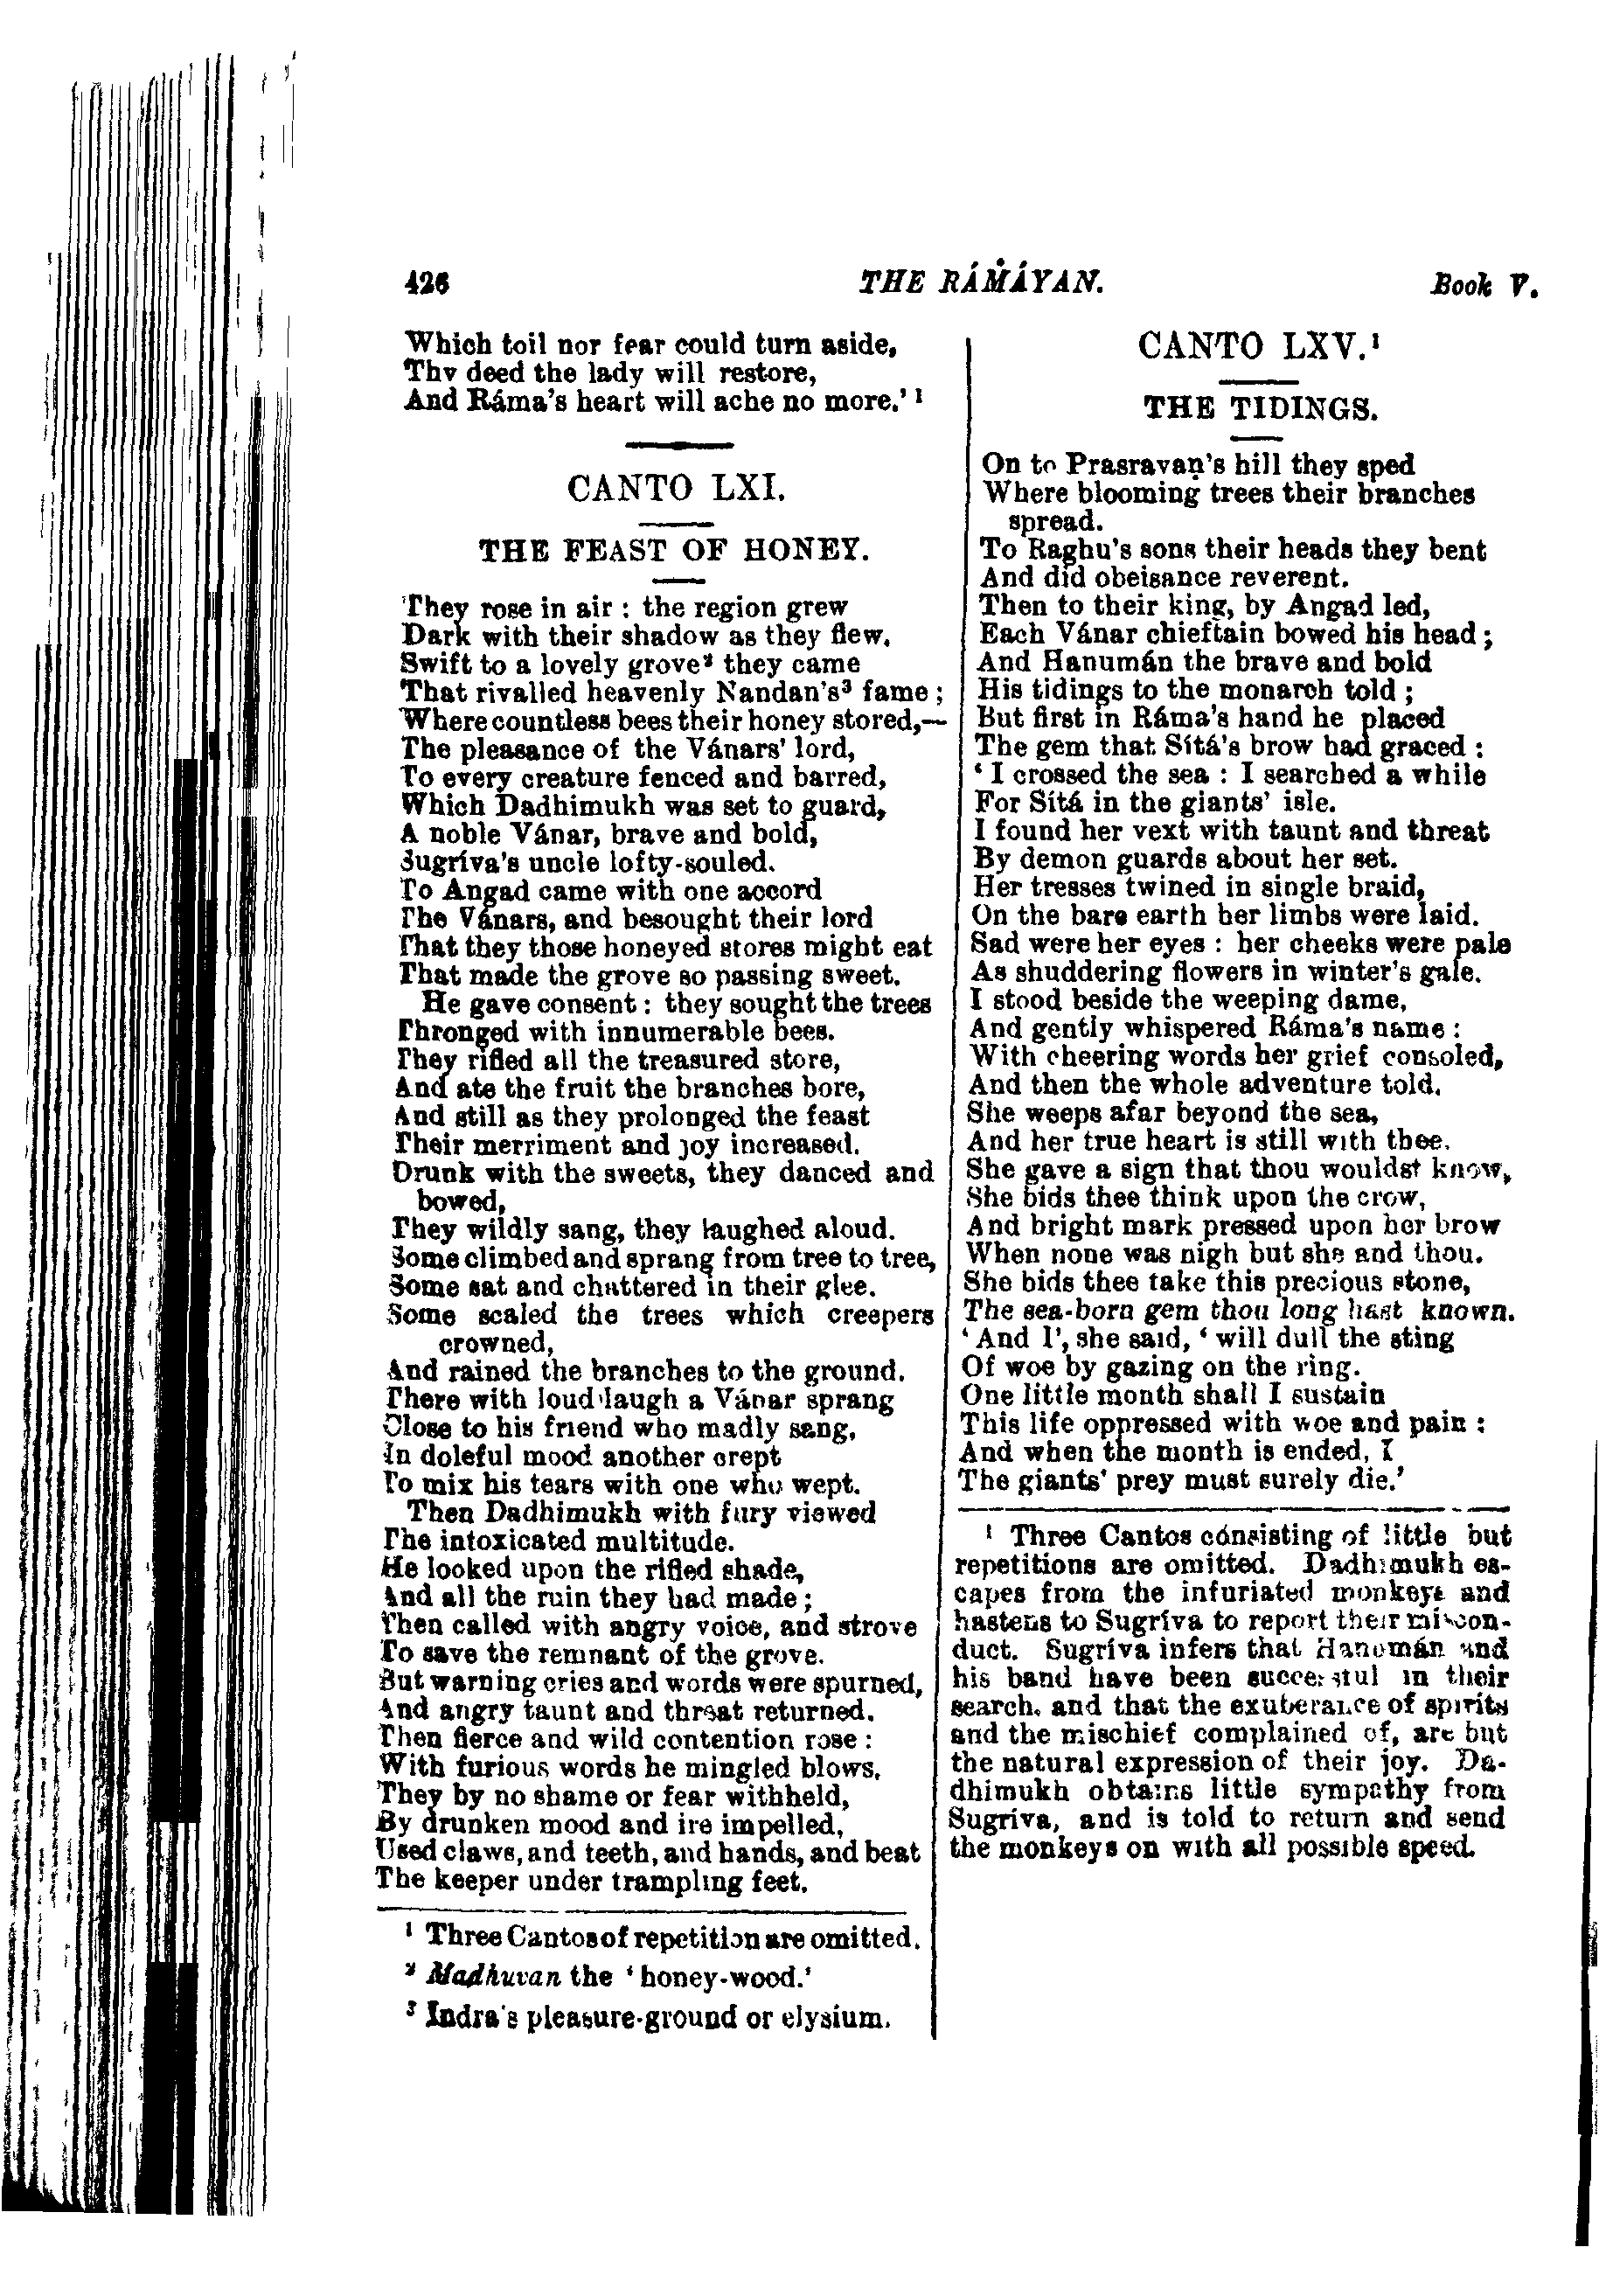 426 THE RÁMÁYAN. Book V.
Which toil nor fear could turn aside,
Thy deed the lady will restore,
And Ráma's heart will ache no more.' 1
CANTO LXI.
THE FEAST OF HONEY.
They rose in air : the region grew
Dark with their shadow as they flew.
Swift to a lovely grove² they came
That rivalled heavenly Nandan's³ fame ;
Where countless bees their honey stored,—
The pleasance of the Vánars' lord,
To every creature fenced and barred,
Which Dadhimukh was set to guard,
A noble Vánar, brave and bold,
Sugríva's uncle lofty-souled.
To Angad came with one accord
The Vánars, and besought their lord
That they those honeyed stores might eat
That made the grove so passing sweet.
He gave consent : they sought the trees
Thronged with innumerable bees.
They rifled all the treasured store,
And ate the fruit the branches bore,
And still as they prolonged the feast
Their merriment and joy increased.
Drunk with the sweets, they danced and
bowed,
They wildly sang, they laughed aloud.
Some climbed and sprang from tree to tree,
Some sat and chattered in their glee.
Some scaled the trees which creepers
crowned,
And rained the branches to the ground.
There with loud laugh a Vánar sprang
Close to his friend who madly sang,
In doleful mood another crept
To mix his tears with one who wept.
Then Dadhimukh with fury viewed
The intoxicated multitude.
He looked upon the rifled shade,
And all the ruin they had made ;
Then called with angry voice, and strove
To save the remnant of the grove.
But warning cries and words were spurned,
And angry taunt and threat returned.
Then fierce and wild contention rose :
With furious words he mingled blows.
They by no shame or fear withheld,
By drunken mood and ire impelled,
Used claws, and teeth, and hands, and beat
The keeper under trampling feet.
¹ Three Cantos of repetition are omitted.
² Madhuvan the ‘ honey-wood.'
³ Indra's pleasure-ground or elysium.
CANTO LXV.¹
THE TIDINGS.
On to Prasravaṇ's hill they sped
Where blooming trees their branches
spread.
To Raghu's sons their heads they bent
And did obeisance reverent.
Then to their king, by Angad led,
Each Vánar chieftain bowed his head ;
And Hanumán the brave and bold
His tidings to the monarch told ;
But first in Ráma's hand he placed
The gem that Sítá's brow had graced :
‘ I crossed the sea : I searched a while
For Sítá in the giants' isle.
I found her vext with taunt and threat
By demon guards about her set.
Her tresses twined in single braid,
On the bare earth her limbs were laid.
Sad were her eyes : her cheeks were pale
As shuddering flowers in winter's gale.
I stood beside the weeping dame,
And gently whispered Ráma's name :
With cheering words her grief consoled,
And then the whole adventure told.
She weeps afar beyond the sea,
And her true heart is still with thee.
She gave a sign that thou wouldst know,
She bids thee think upon the crow,
And bright mark pressed upon her brow
When none was nigh but she and thou.
She bids thee take this precious stone,
The sea-born gem thou long hast known.
‘ And I', she said, ‘ will dull the sting
Of woe by gazing on the ring.
One little month shall I sustain
This life oppressed with woe and pain :
And when the month is ended, I
The giants' prey must surely die.'
¹ Three Cantos consisting of little but
repetitions are omitted. Dadhimukh es-
capes from the infuriated monkeys and
hastens to Sugríva to report their miscon-
duct. Sugríva infers that Hanumán and
his band have been successful in their
search, and that the exuberance of spirits
and the mischief complained of, are but
the natural expression of their joy. Da-
dhimukh obtains little sympathy from
Sugríva, and is told to return and send
the monkeys on with all possible speed.